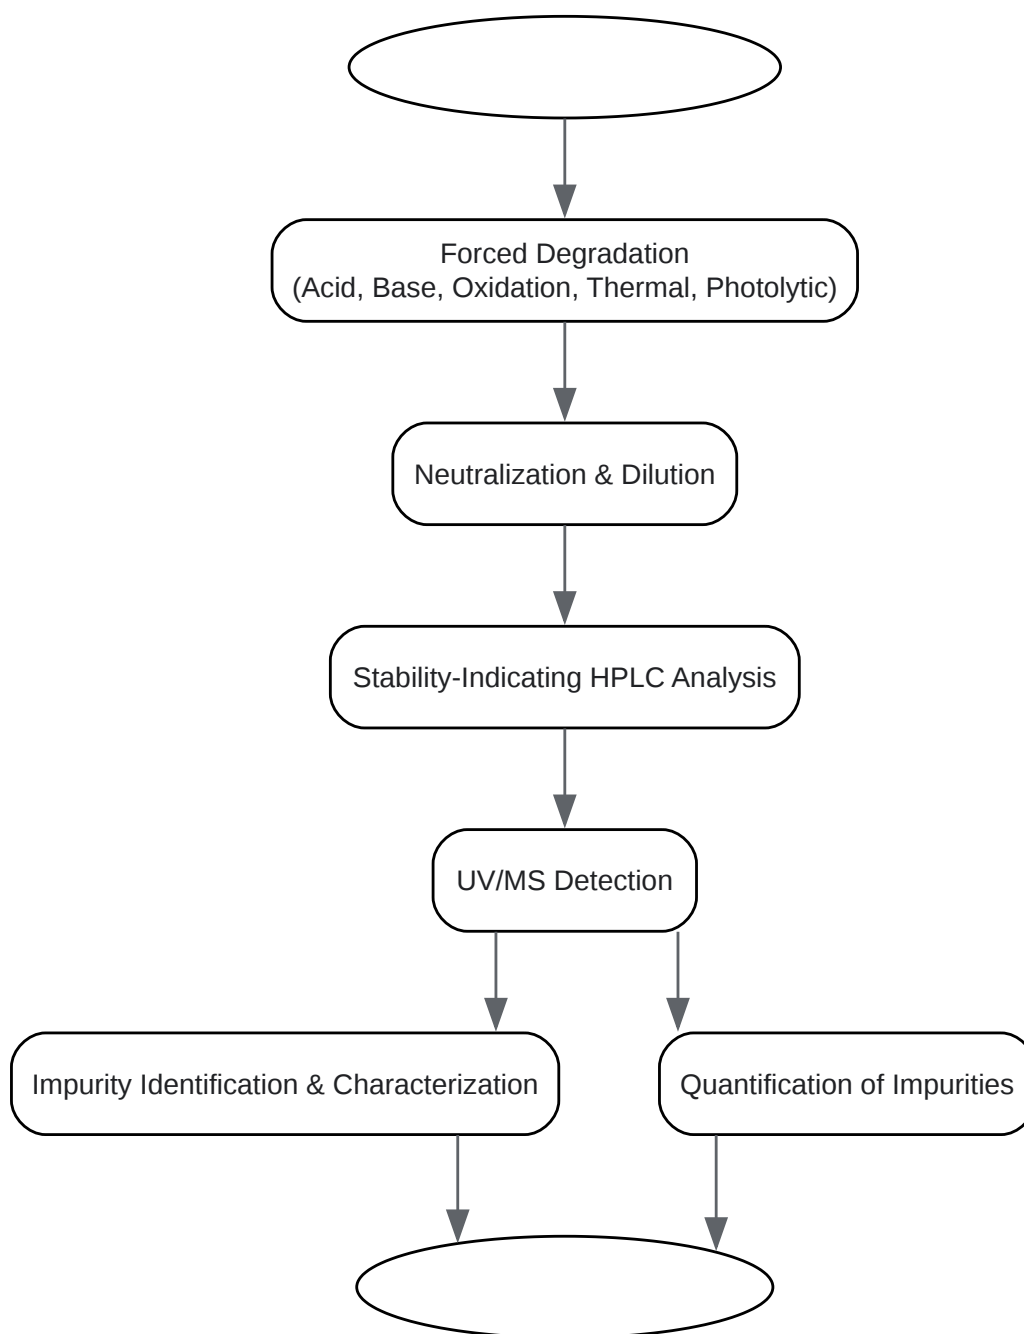 Forced Degradation
(Acid, Base, Oxidation, Thermal, Photolytic)
Neutralization & Dilution
Stability-Indicating HPLC Analysis
UV/MS Detection
Impurity Identification & Characterization
Quantification of Impurities